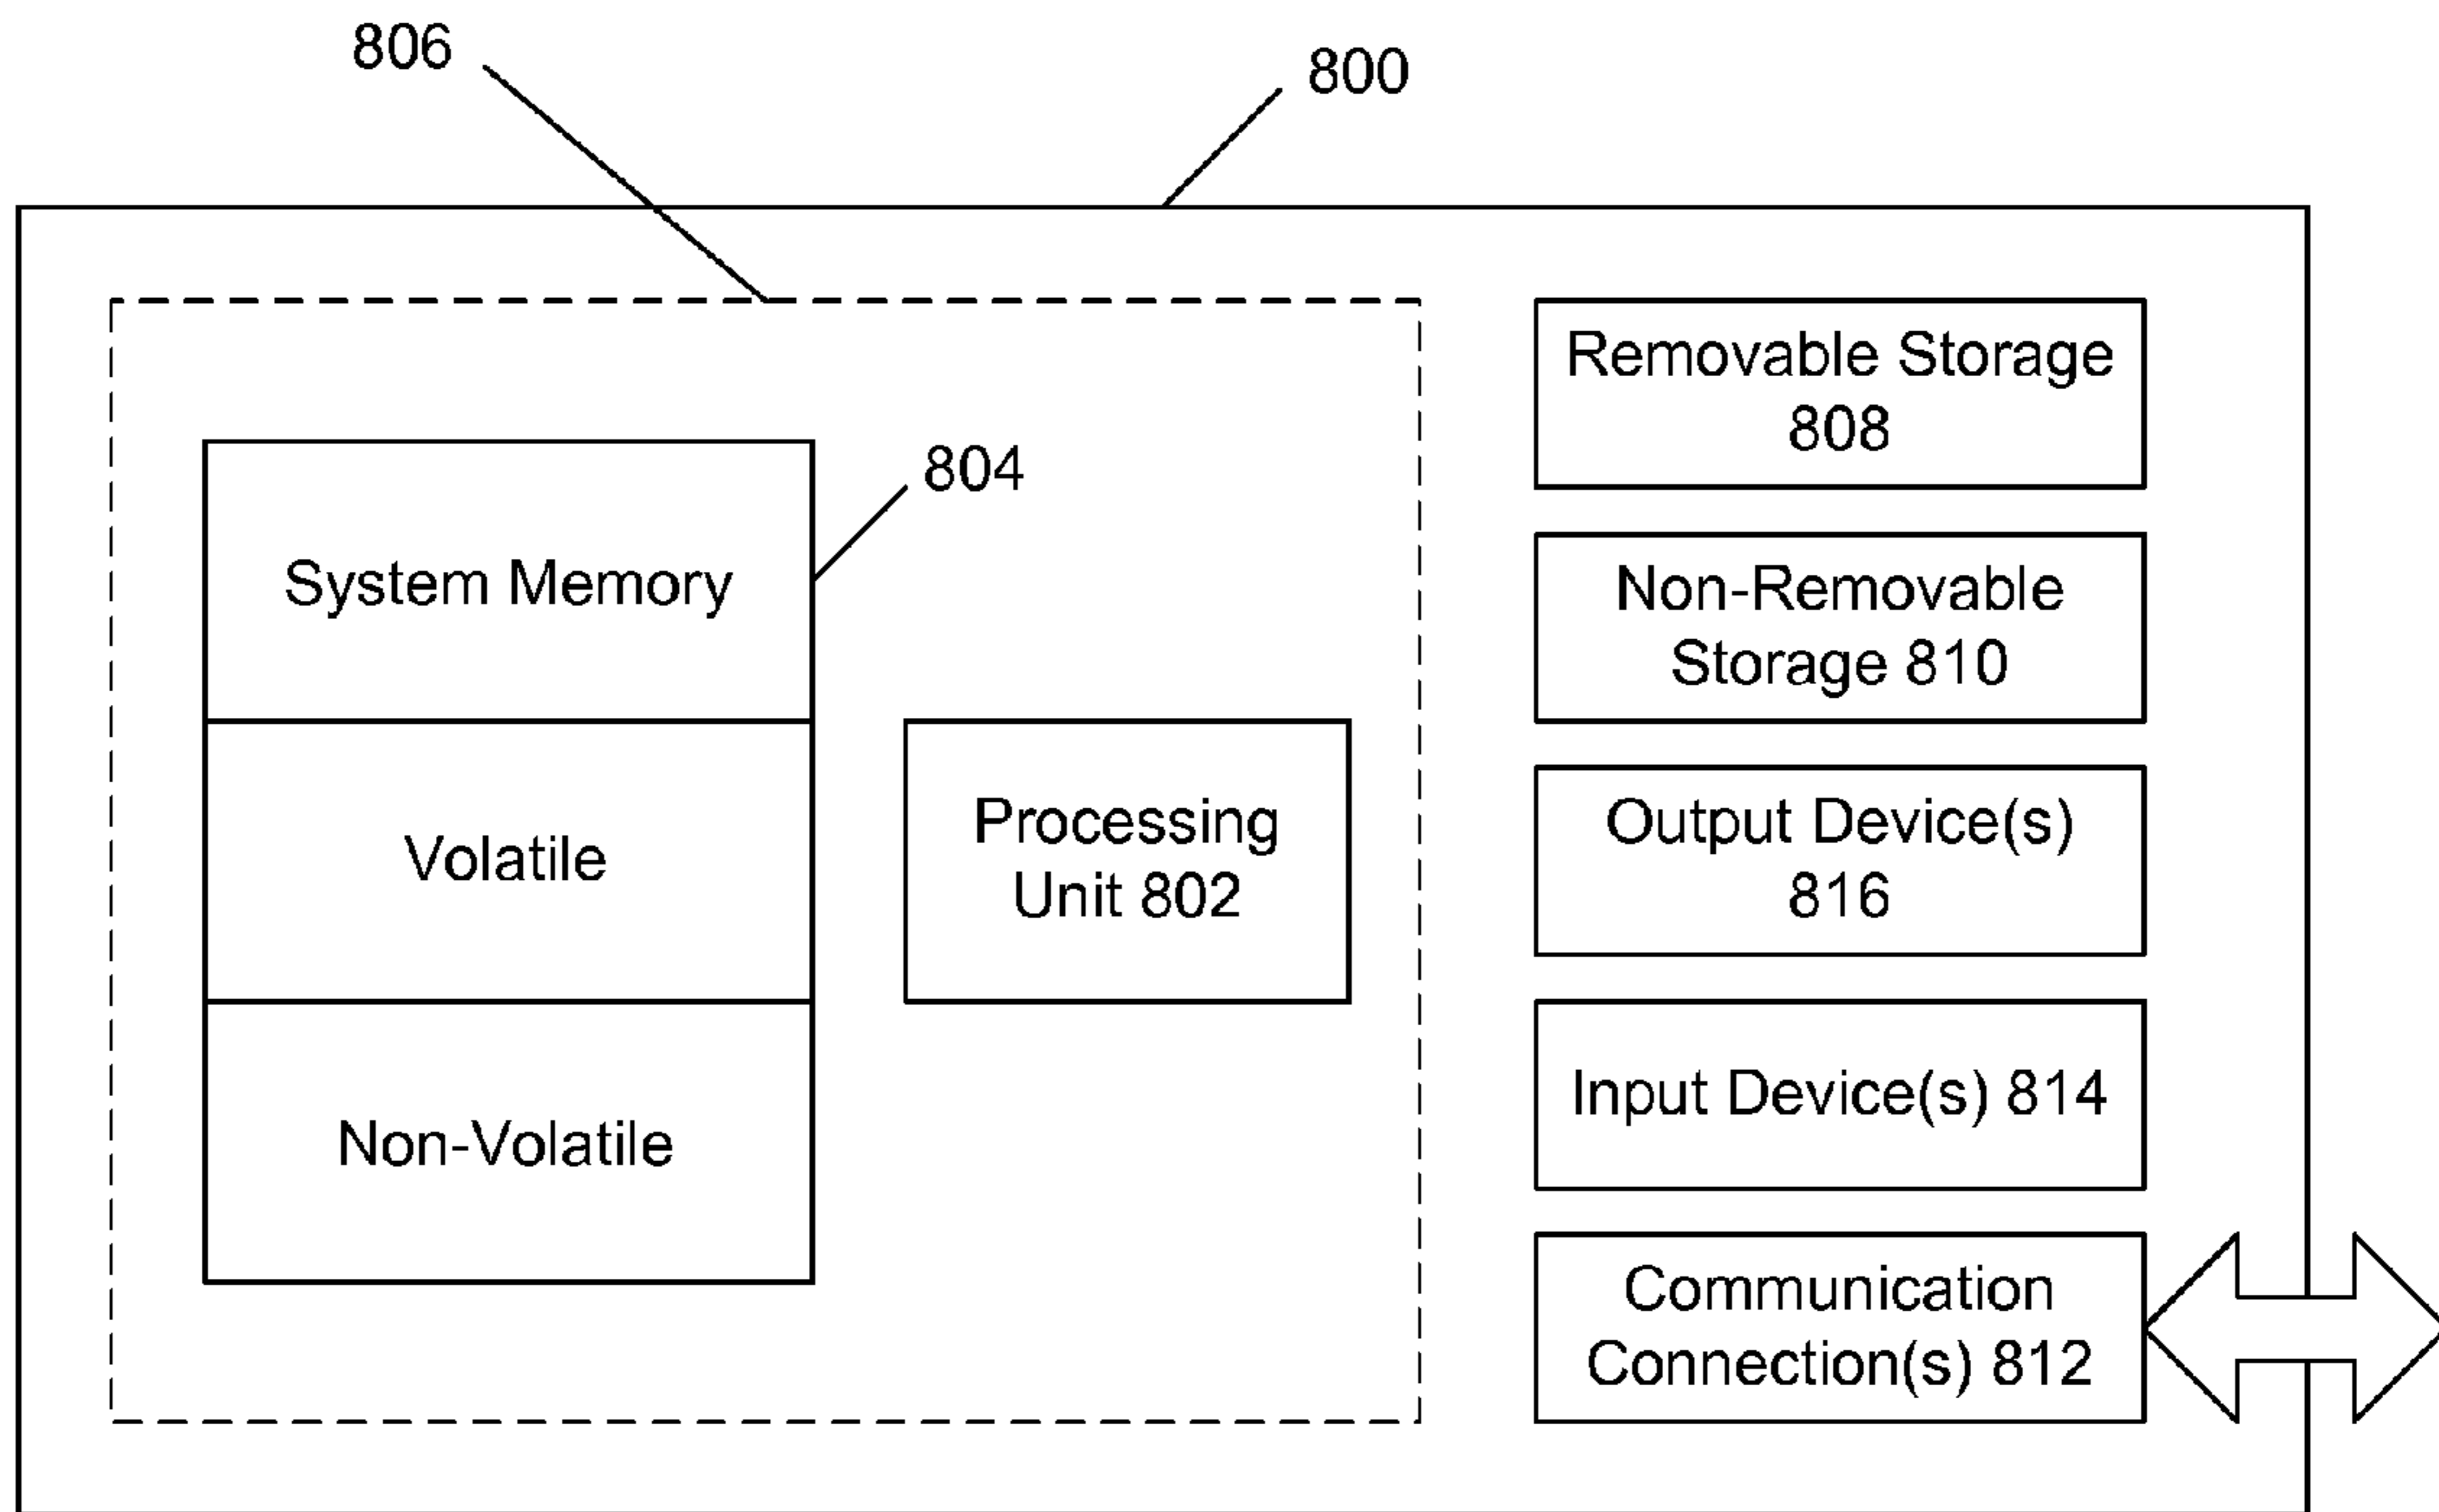 806
800
804
System Memory
Volatile
Non-Volatile
Processing
Unit 802
Removable Storage
808
Non-Removable
Storage 810
Output Device(s)
816
Input Device(s) 814
Communication
Connection(s) 812